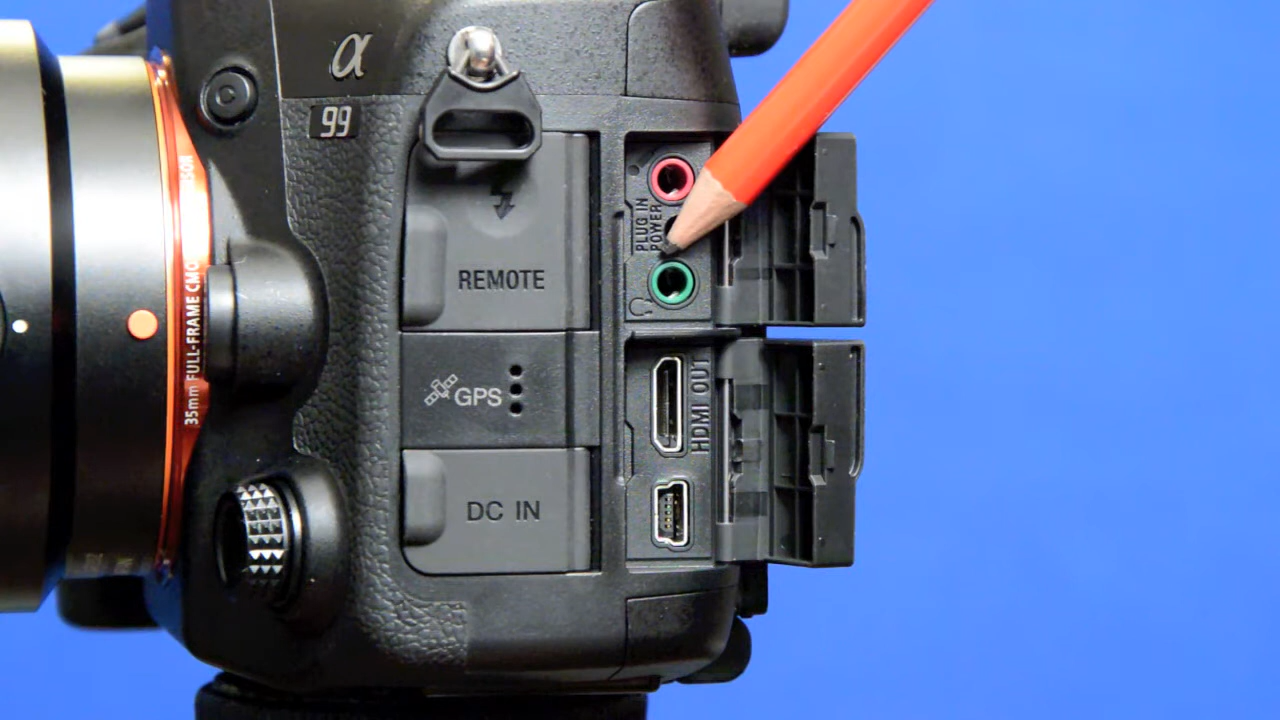 α
99
PLUG IN
POWER
REMOTE
35mm FULL-FRAME CMO
GPS
HDMI OUT
DC IN